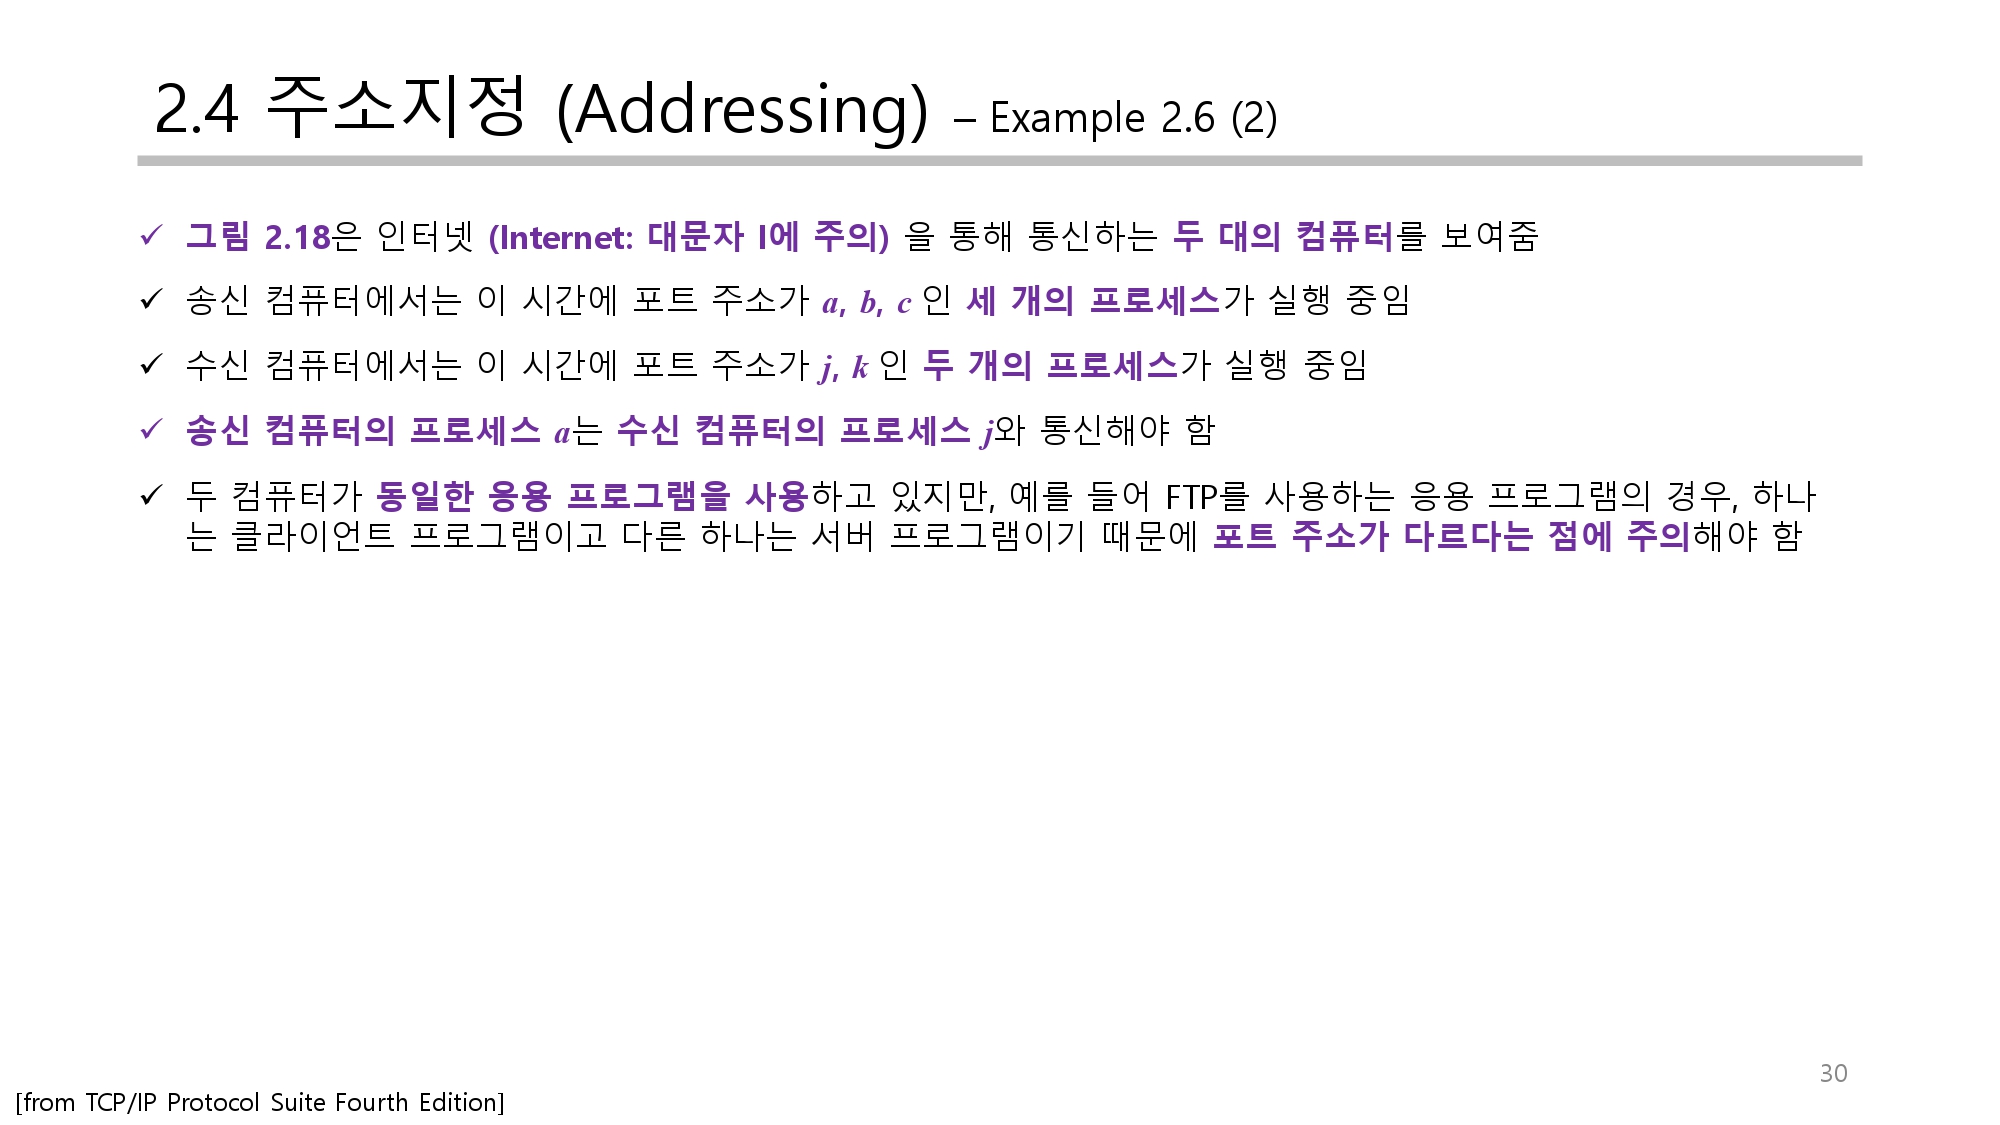 2.4 주소지정 (Addressing) – Example 2.6 (2)
✓ 그림 2.18은 인터넷 (Internet: 대문자 I에 주의) 을 통해 통신하는 두 대의 컴퓨터를 보여줌
✓ 송신 컴퓨터에서는 이 시간에 포트 주소가 a, b, c 인 세 개의 프로세스가 실행 중임
✓ 수신 컴퓨터에서는 이 시간에 포트 주소가 j, k 인 두 개의 프로세스가 실행 중임
✓ 송신 컴퓨터의 프로세스 a는 수신 컴퓨터의 프로세스 j와 통신해야 함
✓ 두 컴퓨터가 동일한 응용 프로그램을 사용하고 있지만, 예를 들어 FTP를 사용하는 응용 프로그램의 경우, 하나
는 클라이언트 프로그램이고 다른 하나는 서버 프로그램이기 때문에 포트 주소가 다르다는 점에 주의해야 함
30
[from TCP/IP Protocol Suite Fourth Edition]